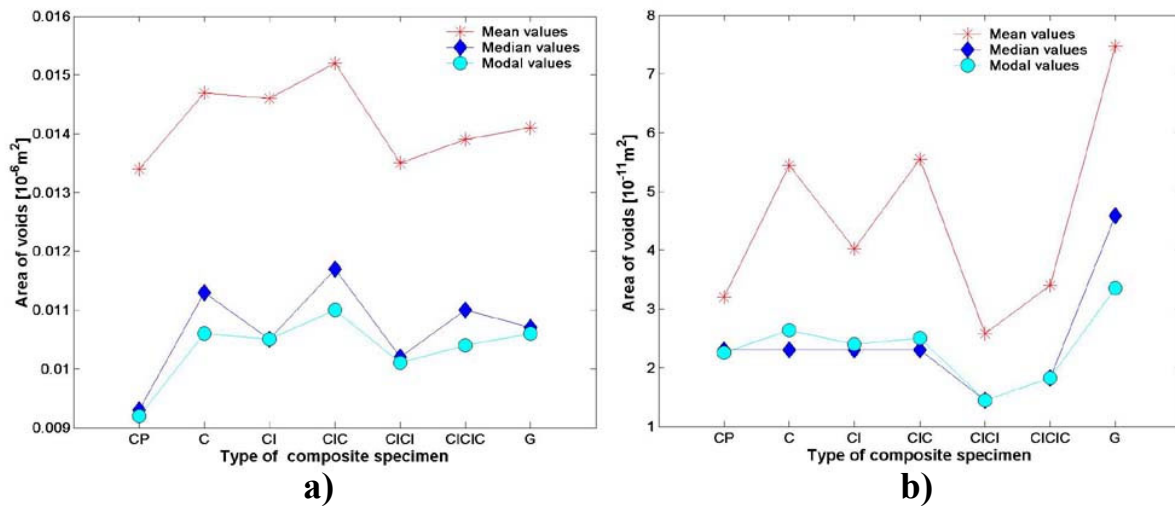 0.016
0.015
0.014
0.013
0.012
0.011
0.01
0.009
Area of voids [10⁻⁶m²]
Mean values
Median values
Modal values
CP C CI CIC CICI CICIC G
Type of composite specimen
a)
8
7
6
5
4
3
2
1
Area of voids [10⁻¹¹m²]
Mean values
Median values
Modal values
CP C CI CIC CICI CICIC G
Type of composite specimen
b)